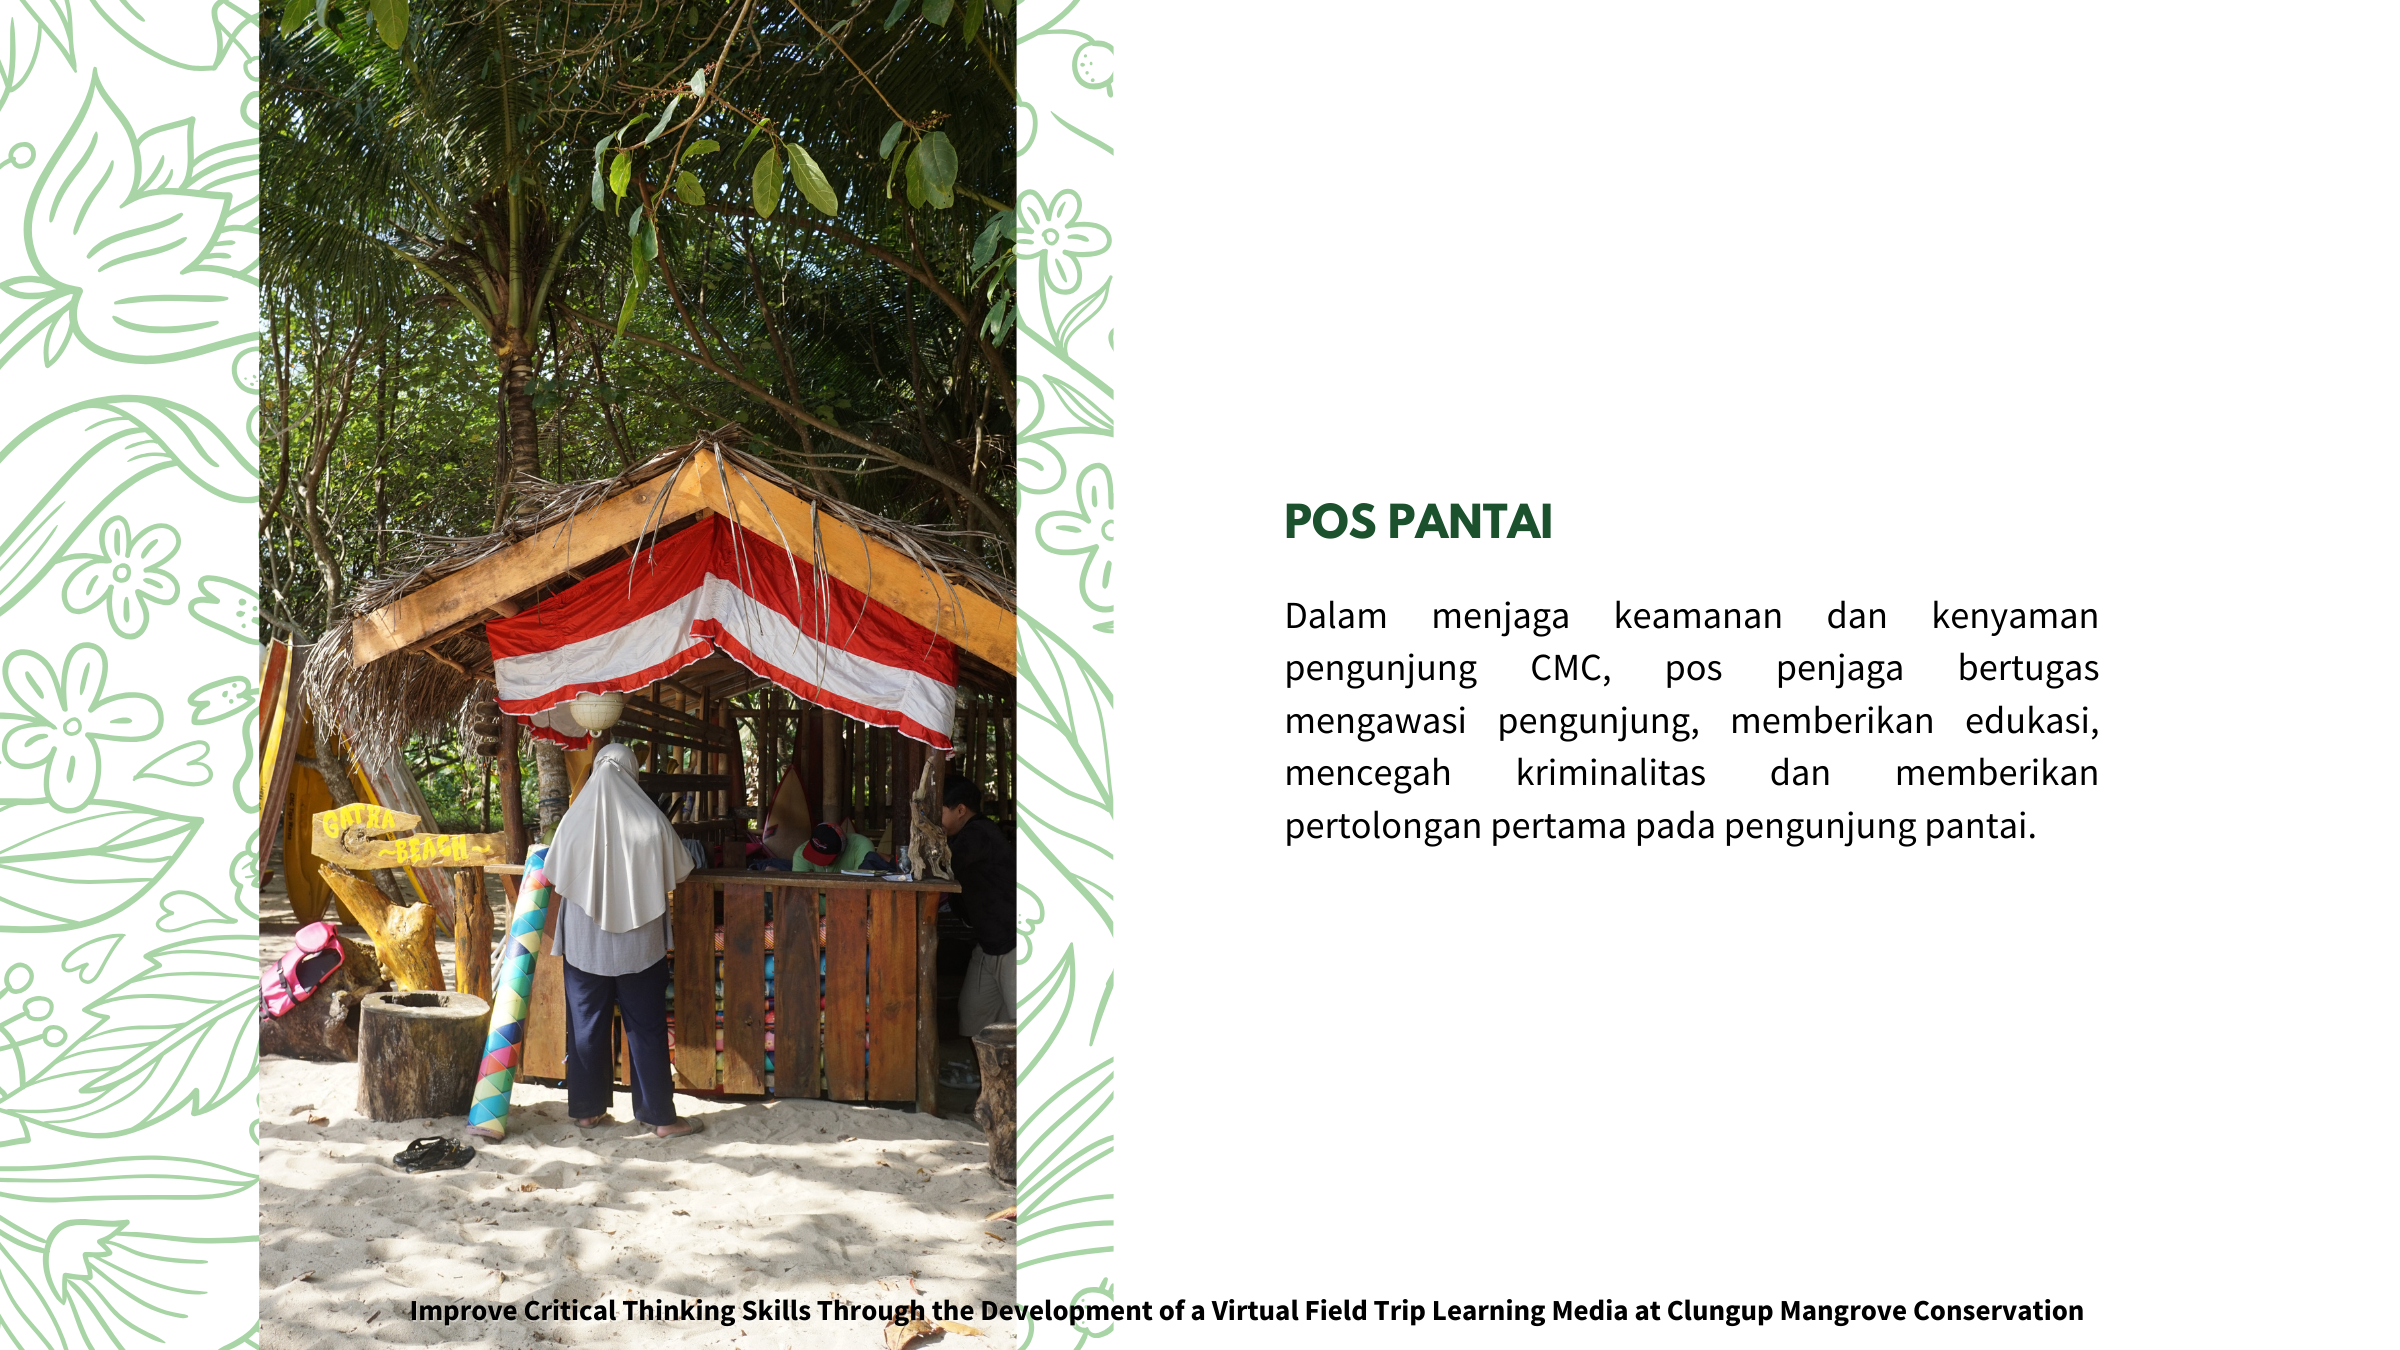 GATRA
~BEACH~
POS PANTAI
Dalam menjaga keamanan dan kenyaman
pengunjung CMC, pos penjaga bertugas
mengawasi pengunjung, memberikan edukasi,
mencegah kriminalitas dan memberikan
pertolongan pertama pada pengunjung pantai.
Improve Critical Thinking Skills Through the Development of a Virtual Field Trip Learning Media at Clungup Mangrove Conservation